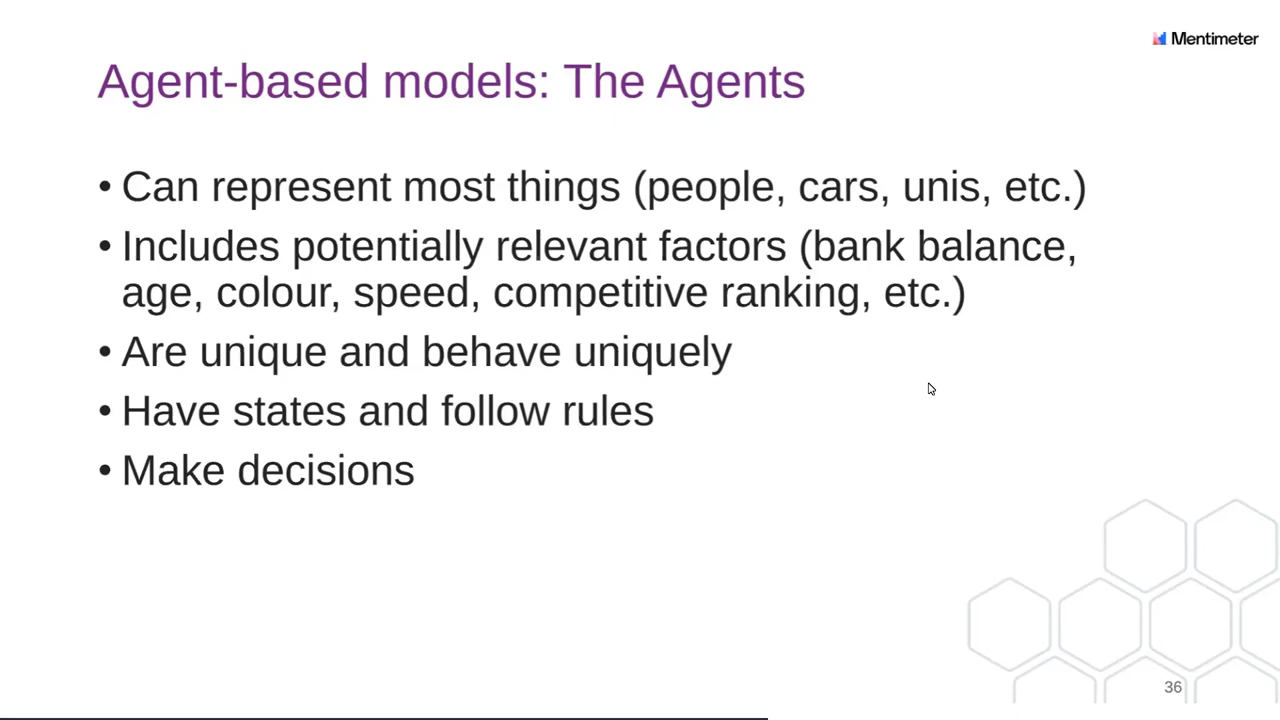 Mentimeter
Agent-based models: The Agents
• Can represent most things (people, cars, unis, etc.)
• Includes potentially relevant factors (bank balance,
age, colour, speed, competitive ranking, etc.)
• Are unique and behave uniquely
• Have states and follow rules
• Make decisions
36